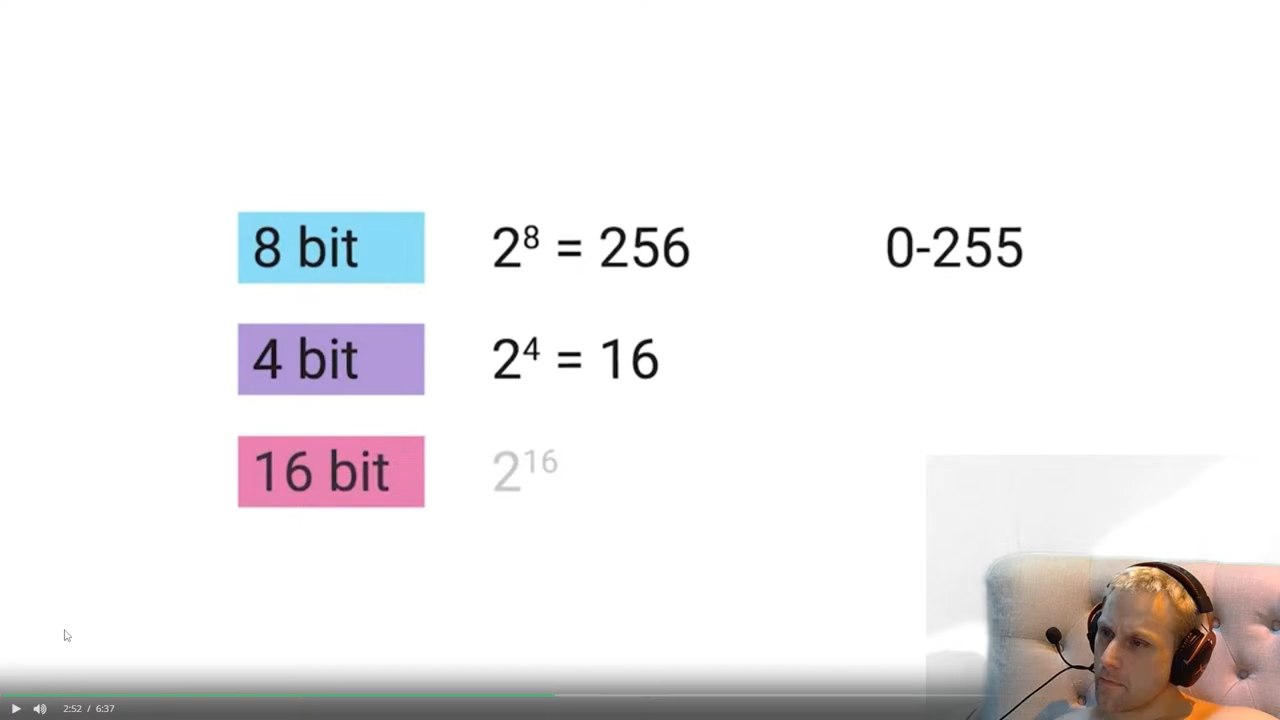 8 bit 2⁸ = 256 0-255
4 bit 2⁴ = 16
16 bit 2¹⁶
2:52 / 6:37